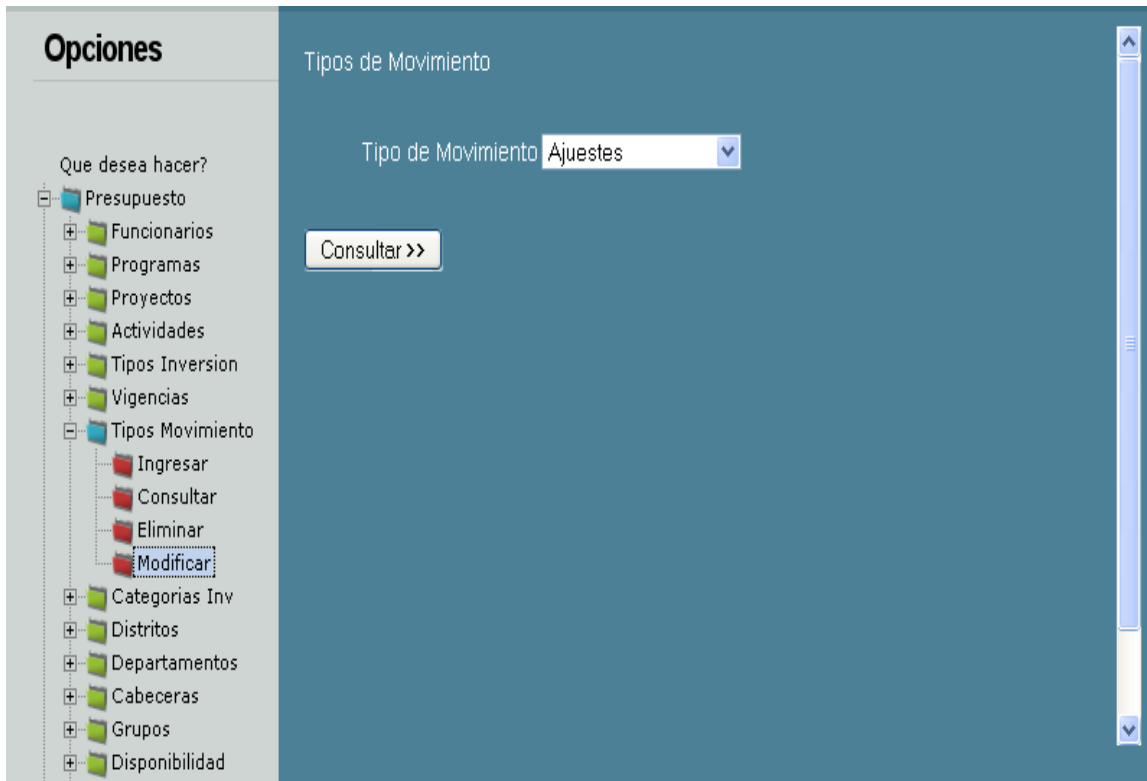 Opciones
Que desea hacer?
Presupuesto
Funcionarios
Programas
Proyectos
Actividades
Tipos Inversion
Vigencias
Tipos Movimiento
Ingresar
Consultar
Eliminar
Modificar
Categorias Inv
Distritos
Departamentos
Cabeceras
Grupos
Disponibilidad
Tipos de Movimiento
Tipo de Movimiento Ajuestes
Consultar >>